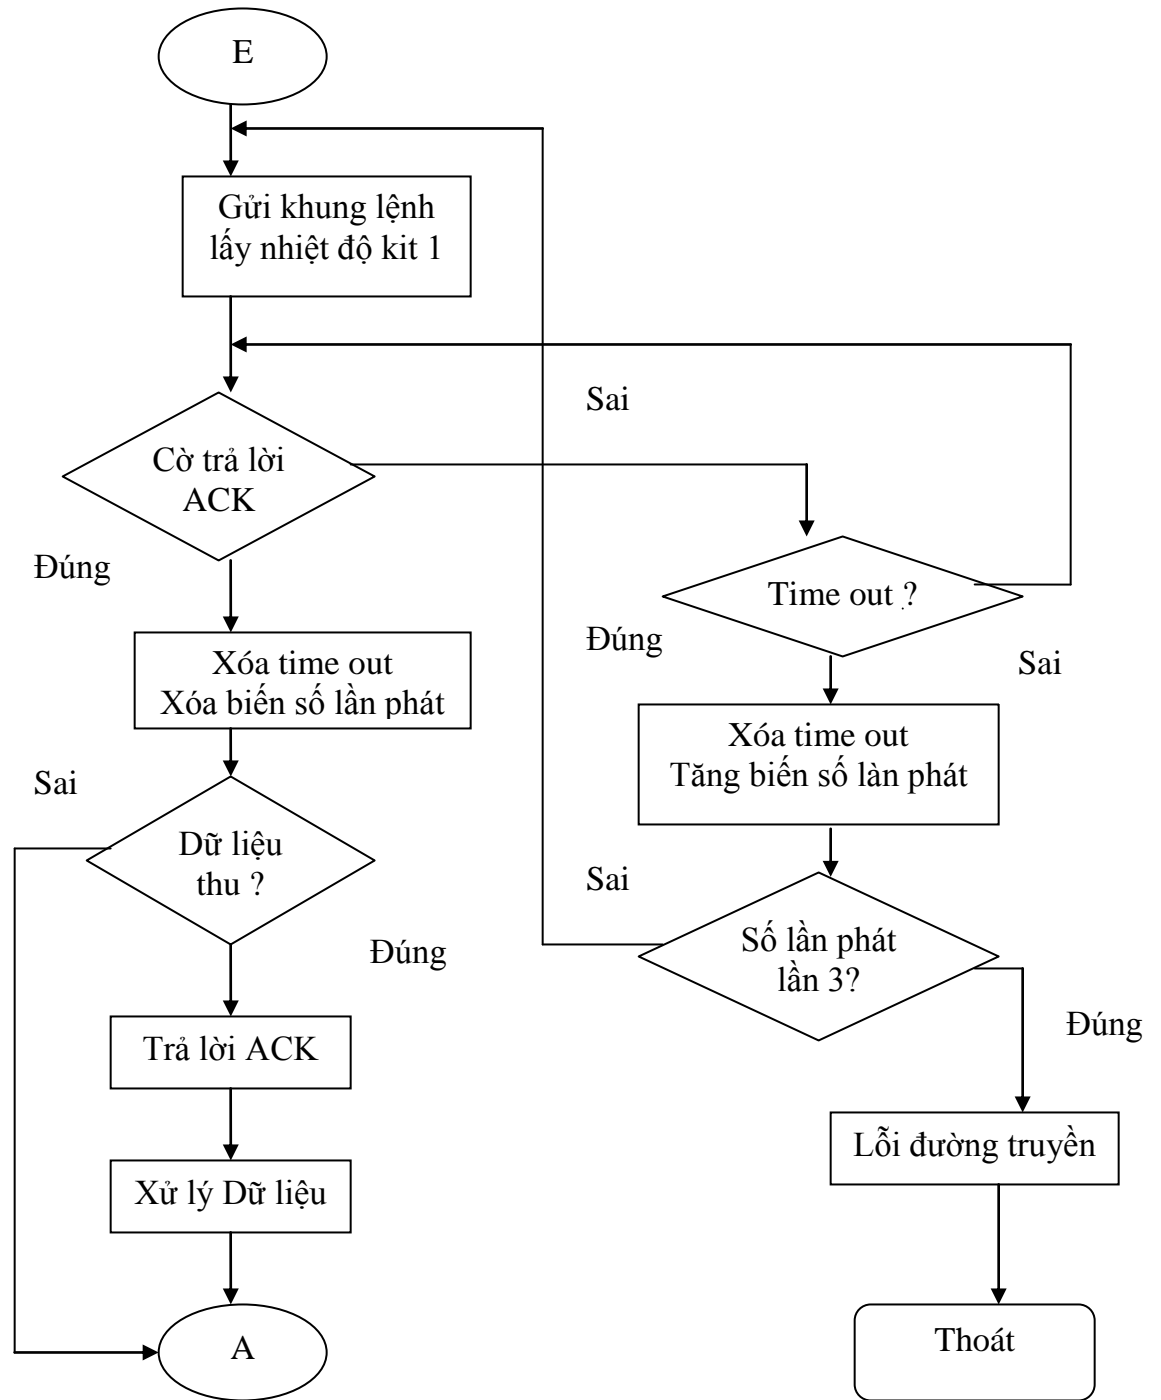 E
Gửi khung lệnh
lấy nhiệt độ kit 1
Sai
Cờ trả lời
ACK
Đúng
Time out ?
Đúng
Sai
Xóa time out
Xóa biến số lần phát
Xóa time out
Tăng biến số làn phát
Sai
Dữ liệu
thu ?
Sai
Số lần phát
lần 3?
Đúng
Đúng
Trả lời ACK
Lỗi đường truyền
Xử lý Dữ liệu
A
Thoát